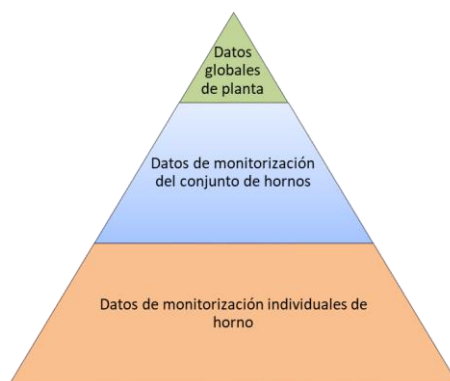 Datos
globales
de planta
Datos de monitorización
del conjunto de hornos
Datos de monitorización individuales de
horno